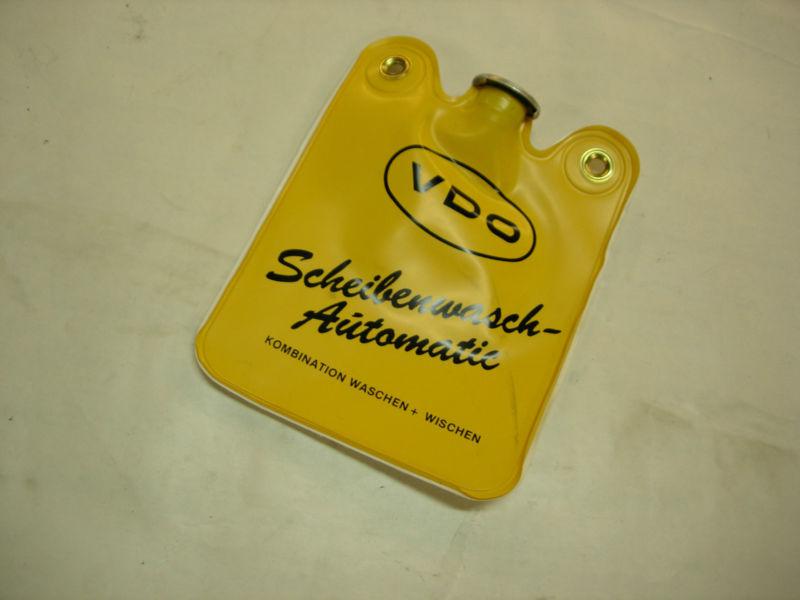 VDO
Scheibenwasch-
Automatic
KOMBINATION WASCHEN + WISCHEN